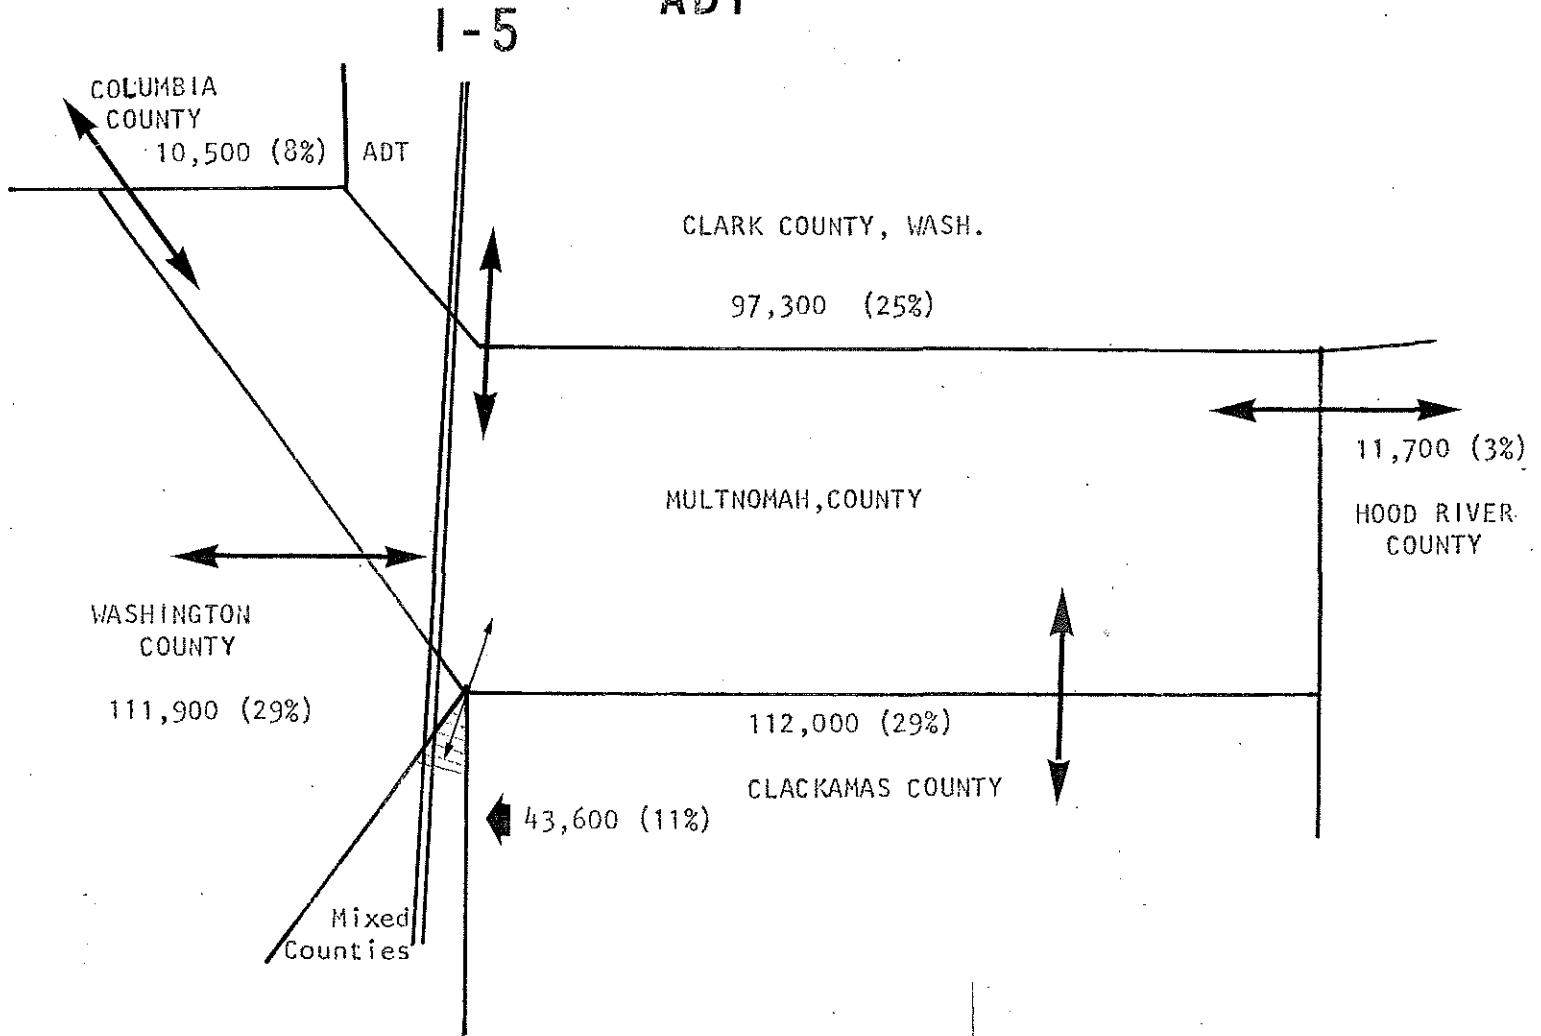 ADT
I-5
COLUMBIA
COUNTY
10,500 (8%) ADT
CLARK COUNTY, WASH.
97,300 (25%)
11,700 (3%)
MULTNOMAH,COUNTY
HOOD RIVER
COUNTY
WASHINGTON
COUNTY
111,900 (29%)
112,000 (29%)
CLACKAMAS COUNTY
43,600 (11%)
Mixed
Counties